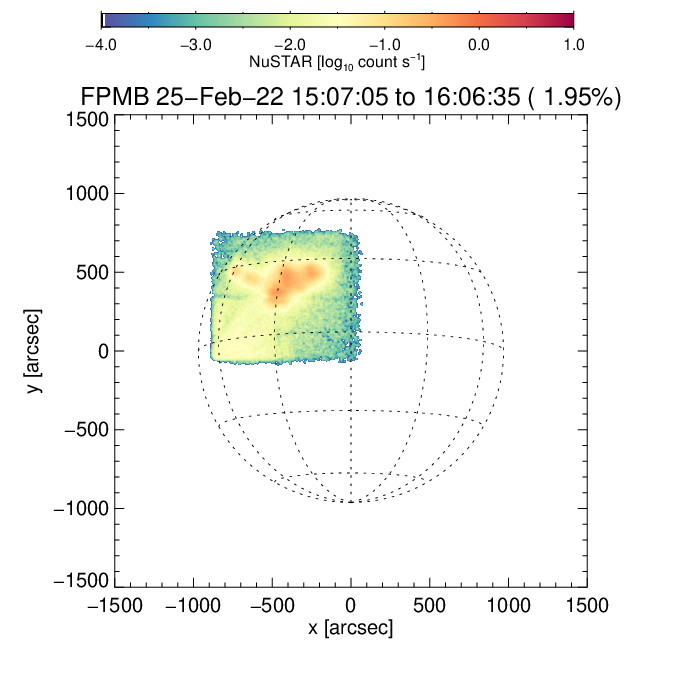 −4.0 −3.0 −2.0 −1.0 0.0 1.0
NuSTAR [log10 count s−1]
FPMB 25−Feb−22 15:07:05 to 16:06:35 ( 1.95%)
1500
1000
500
0
−500
−1000
−1500
y [arcsec]
−1500 −1000 −500 0 500 1000 1500
x [arcsec]